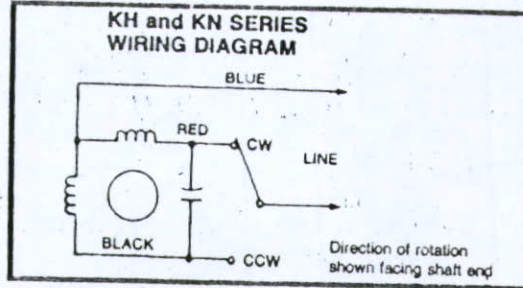 KH and KN SERIES
WIRING DIAGRAM
BLUE
RED
CW
LINE
BLACK
CCW
Direction of rotation
shown facing shaft end